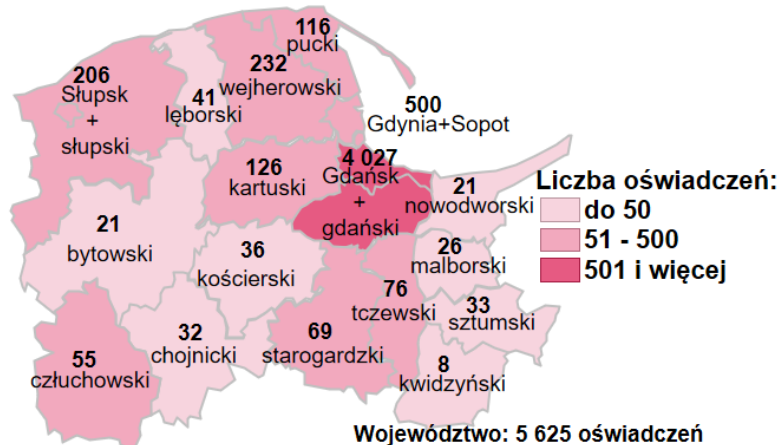 116
pucki
232
wejherowski
206
Słupsk
+
słupski
41
lęborski
500
Gdynia+Sopot
126
kartuski
4 027
Gdańsk
+
gdański
21
nowodworski
Liczba oświadczeń:
do 50
51 - 500
501 i więcej
21
bytowski
36
kościerski
26
malborski
76
tczewski
33
sztumski
55
człuchowski
32
chojnicki
69
starogardzki
8
kwidzyński
Województwo: 5 625 oświadczeń